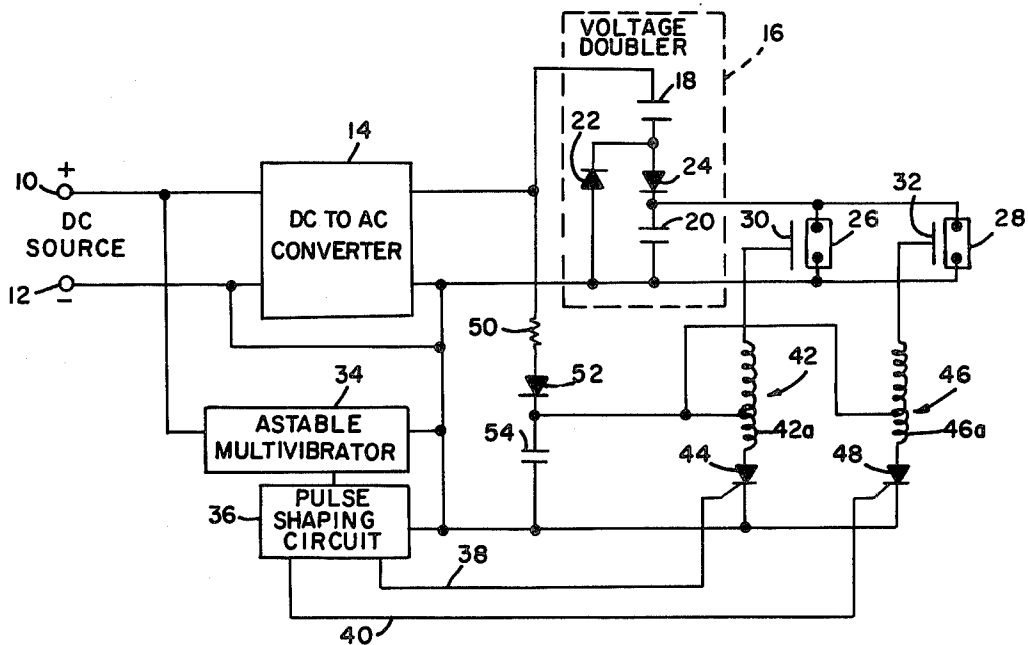 VOLTAGE
DOUBLER
16
18
14
22
+
10
24
32
DC TO AC
CONVERTER
DC
SOURCE
20
30
26
28
12
−
50
52
42
46
34
ASTABLE
MULTIVIBRATOR
54
42a
46a
44
48
36
PULSE
SHAPING
CIRCUIT
38
40